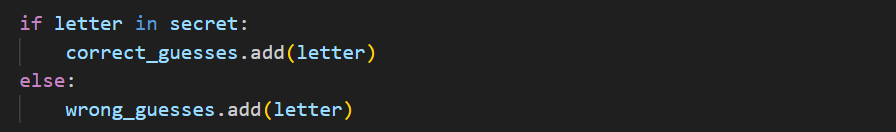 if letter in secret:
    correct_guesses.add(letter)
else:
    wrong_guesses.add(letter)